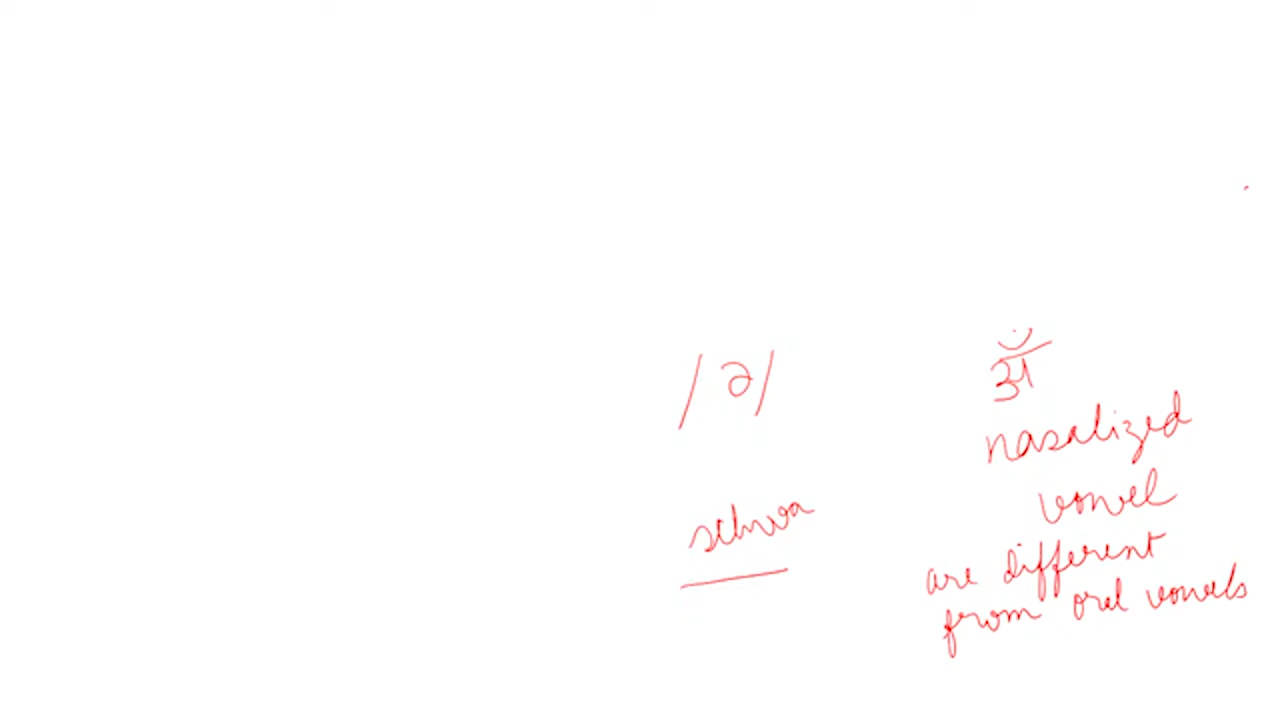 /ə/
schwa
अँ
nasalized
vowel
are different
from oral vowels